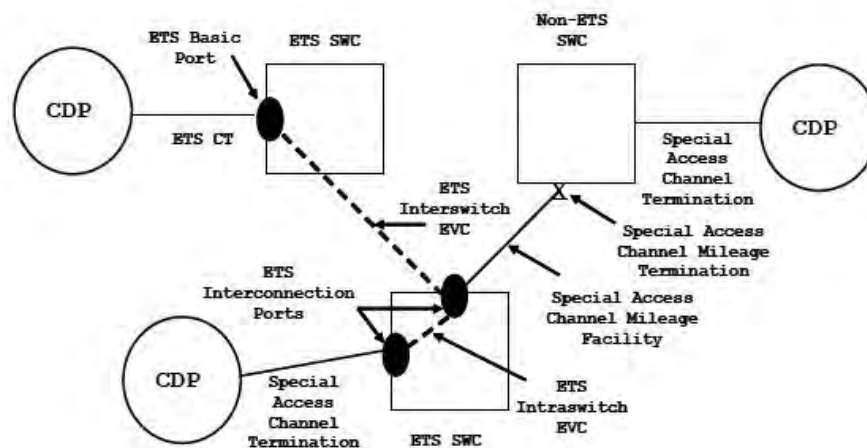 ETS Basic
Port
ETS SWC
Non-ETS
SWC
CDP
ETS CT
CDP
Special
Access
Channel
Termination
ETS
Interswitch
EVC
X
Special Access
Channel Mileage
Termination
ETS
Interconnection
Ports
Special Access
Channel Mileage
Facility
CDP
Special
Access
Channel
Termination
ETS
Intraswitch
EVC
ETS SWC